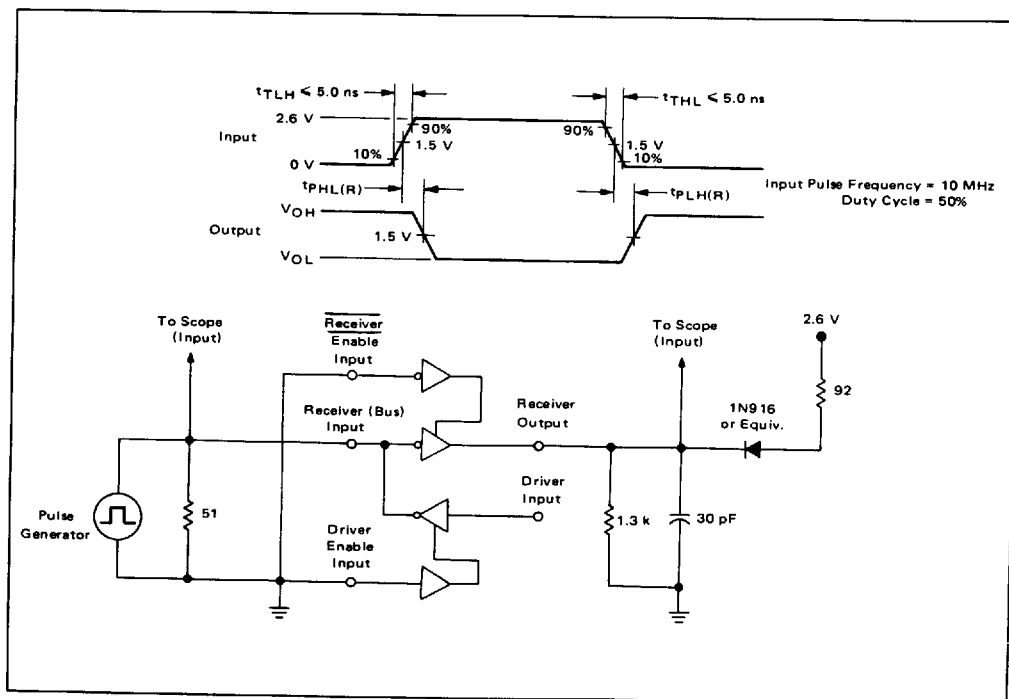 tTLH ≤ 5.0 ns
tTHL ≤ 5.0 ns
2.6 V
90%
90%
Input
1.5 V
1.5 V
10%
10%
0 V
tPHL(R)
tPLH(R)
Input Pulse Frequency = 10 MHz
Duty Cycle = 50%
VOH
Output
1.5 V
VOL
To Scope
(Input)
Receiver
Enable
Input
To Scope
(Input)
2.6 V
92
1N916
or Equiv.
Receiver (Bus)
Input
Receiver
Output
Driver
Input
Pulse
Generator
51
Driver
Enable
Input
1.3 k
30 pF